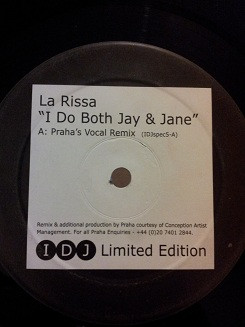 La Rissa
"I Do Both Jay & Jane"
A: Praha's Vocal Remix (IDJspec5-A)
Remix & additional production by Praha courtesy of Conception Artist
Management. For all Praha Enquiries - +44 (0)20 7401 2844.
IDJ Limited Edition